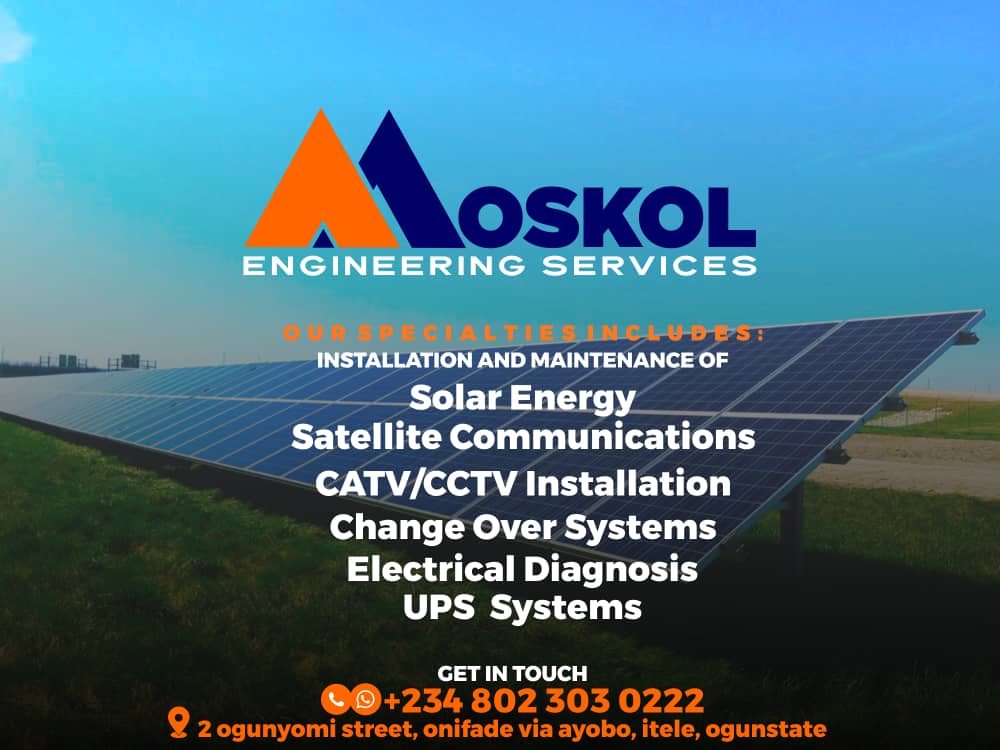 MOSKOL
ENGINEERING SERVICES
OUR SPECIALTIES INCLUDES:
INSTALLATION AND MAINTENANCE OF
Solar Energy
Satellite Communications
CATV/CCTV Installation
Change Over Systems
Electrical Diagnosis
UPS Systems
GET IN TOUCH
+234 802 303 0222
2 ogunyomi street, onifade via ayobo, itele, ogunstate